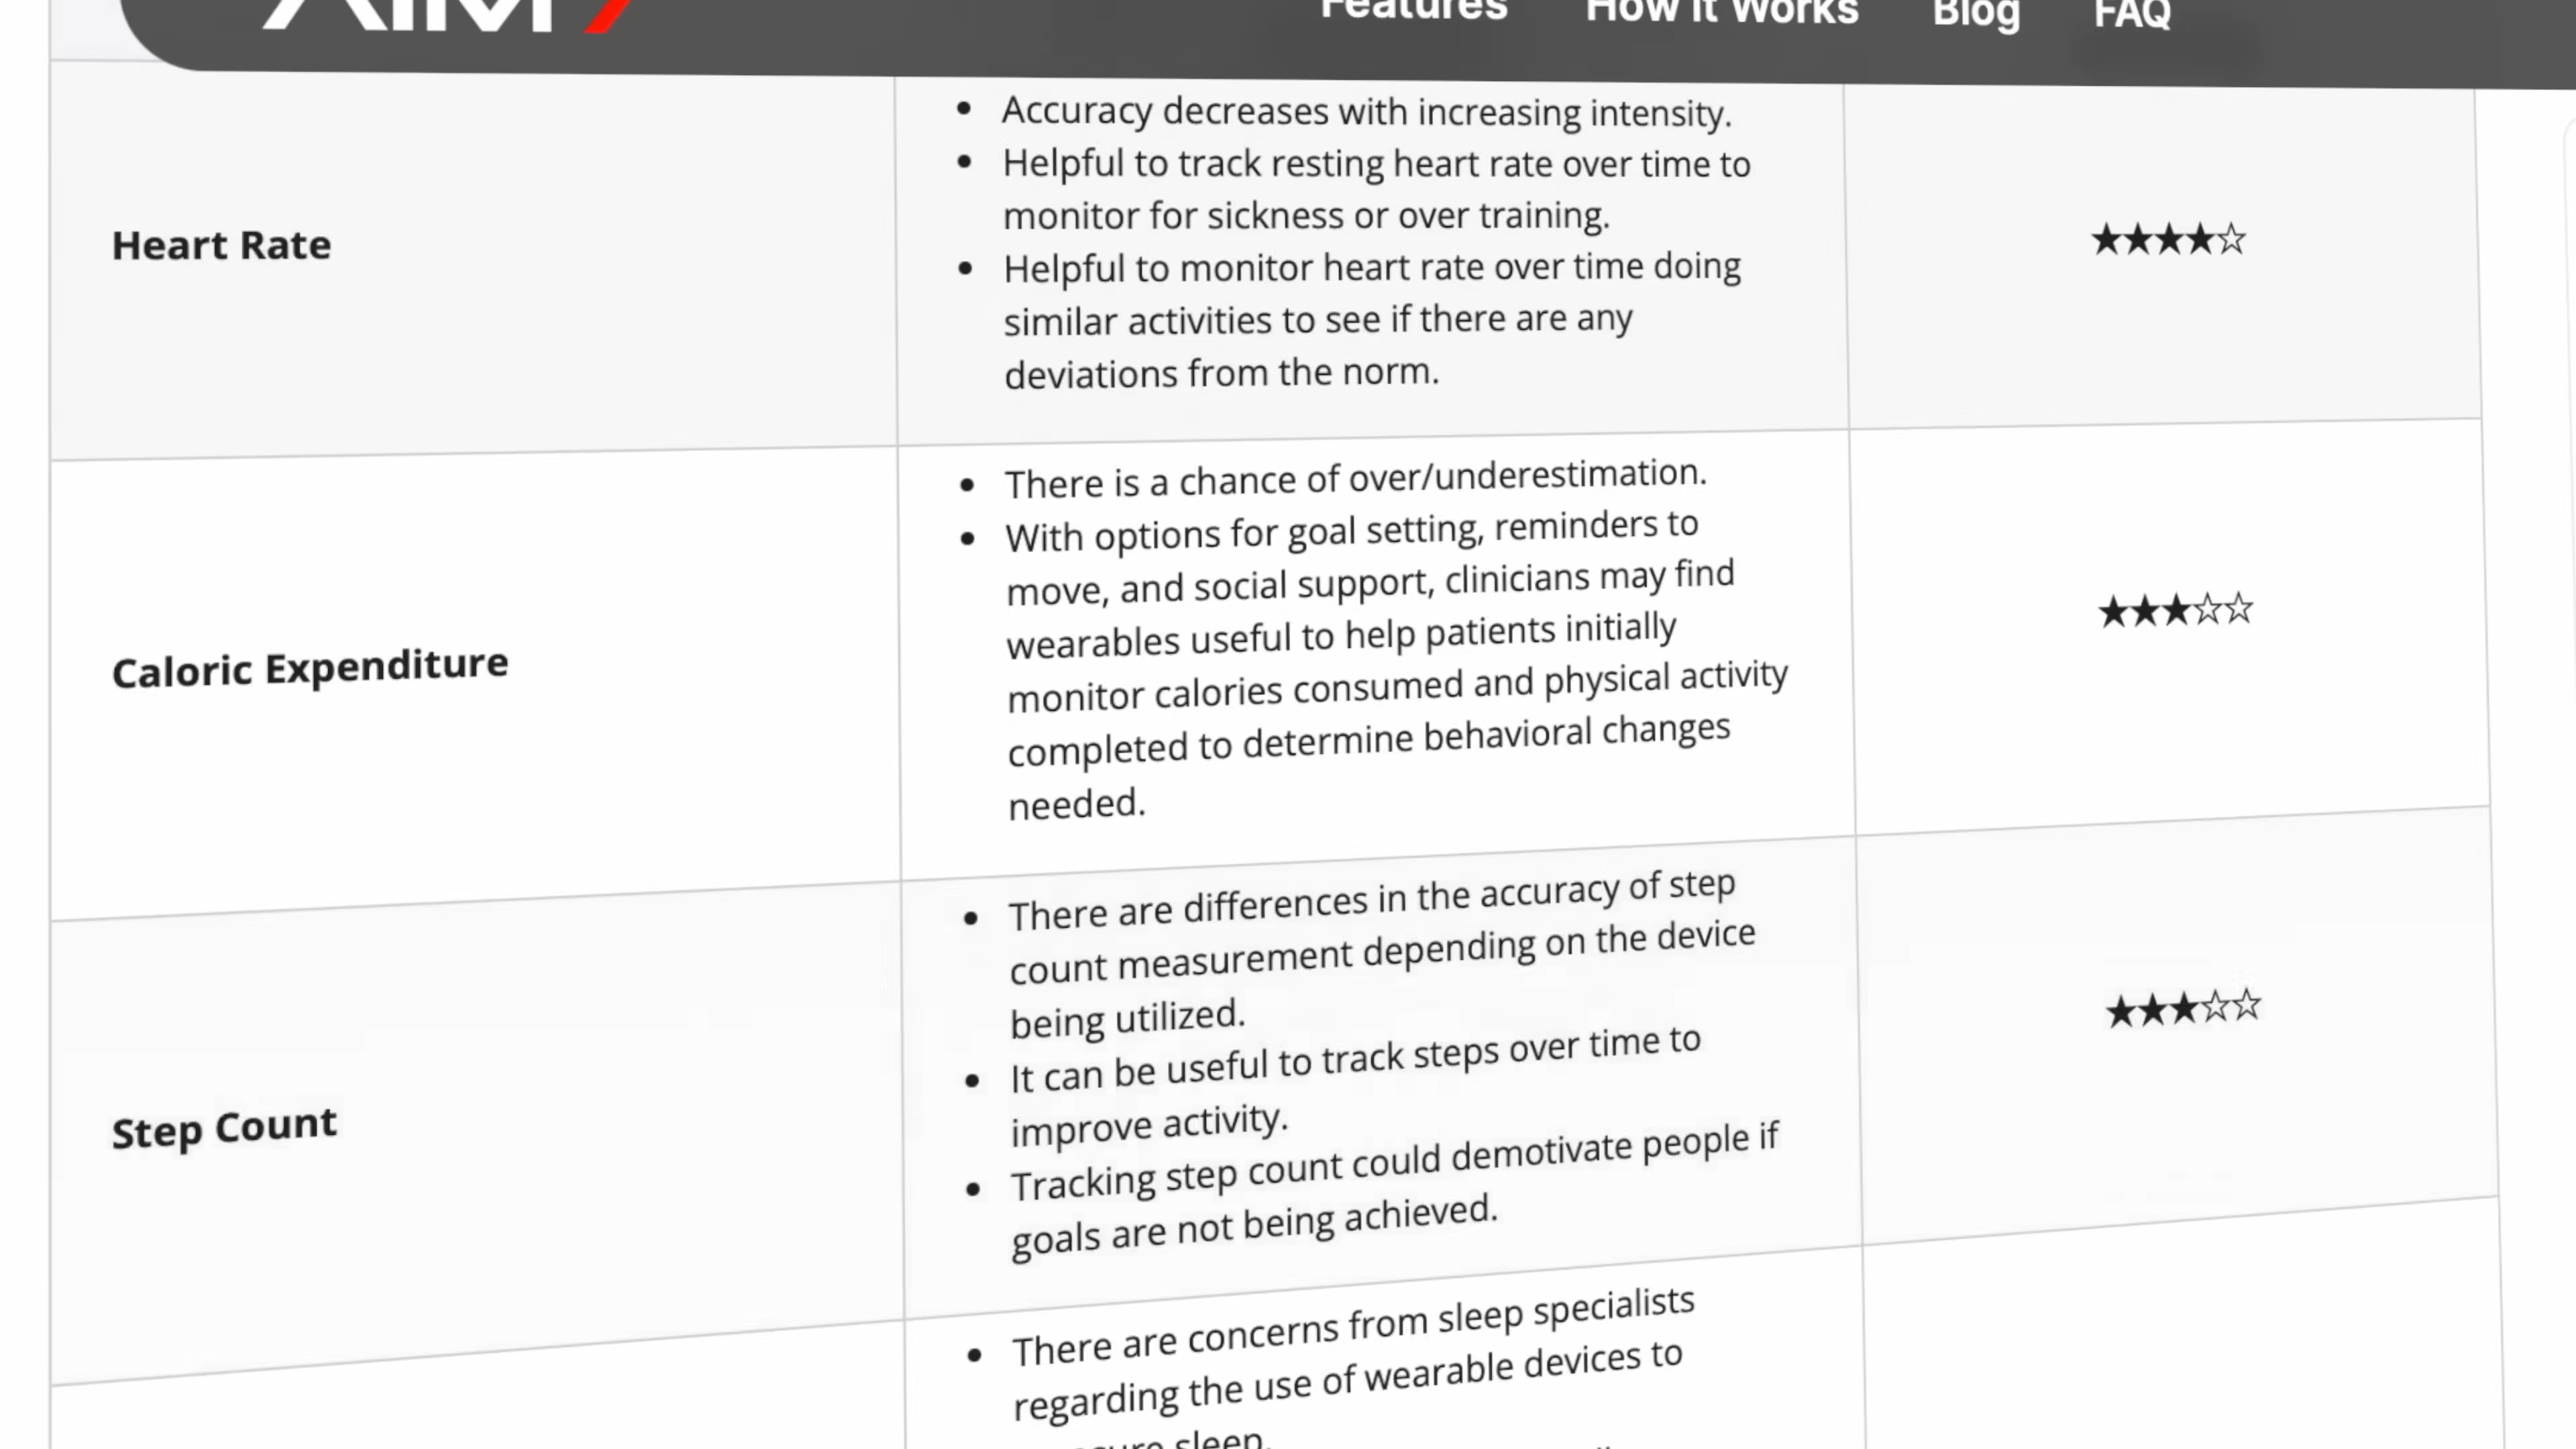 Features How It Works Blog FAQ
Heart Rate
• Accuracy decreases with increasing intensity.
• Helpful to track resting heart rate over time to
monitor for sickness or over training.
• Helpful to monitor heart rate over time doing
similar activities to see if there are any
deviations from the norm.
★★★★☆
Caloric Expenditure
• There is a chance of over/underestimation.
• With options for goal setting, reminders to
move, and social support, clinicians may find
wearables useful to help patients initially
monitor calories consumed and physical activity
completed to determine behavioral changes
needed.
★★★☆☆
Step Count
• There are differences in the accuracy of step
count measurement depending on the device
being utilized.
• It can be useful to track steps over time to
improve activity.
• Tracking step count could demotivate people if
goals are not being achieved.
★★★☆☆
• There are concerns from sleep specialists
regarding the use of wearable devices to
sleep.